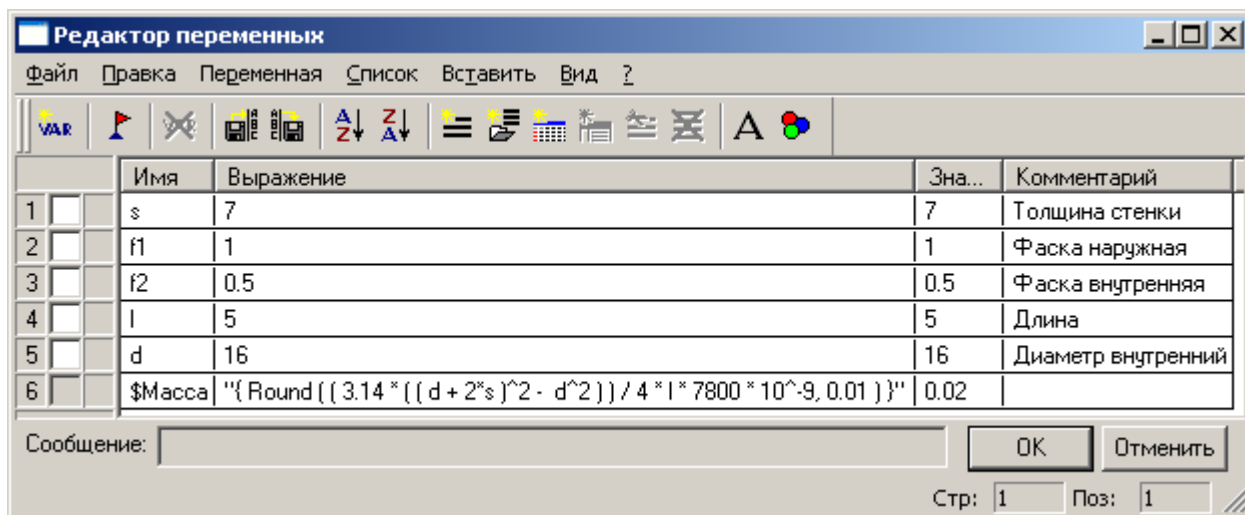 Редактор переменных
Файл Правка Переменная Список Вставить Вид ?
VAR A Z Z A A
Имя Выражение Зна... Комментарий
1 s 7 7 Толщина стенки
2 f1 1 1 Фаска наружная
3 f2 0.5 0.5 Фаска внутренняя
4 l 5 5 Длина
5 d 16 16 Диаметр внутренний
6 $Масса "{ Round ( ( 3.14 * ( ( d + 2*s )^2 - d^2 ) ) / 4 * l * 7800 * 10^-9, 0.01 ) }" 0.02
Сообщение: OK Отменить
Стр: 1 Поз: 1